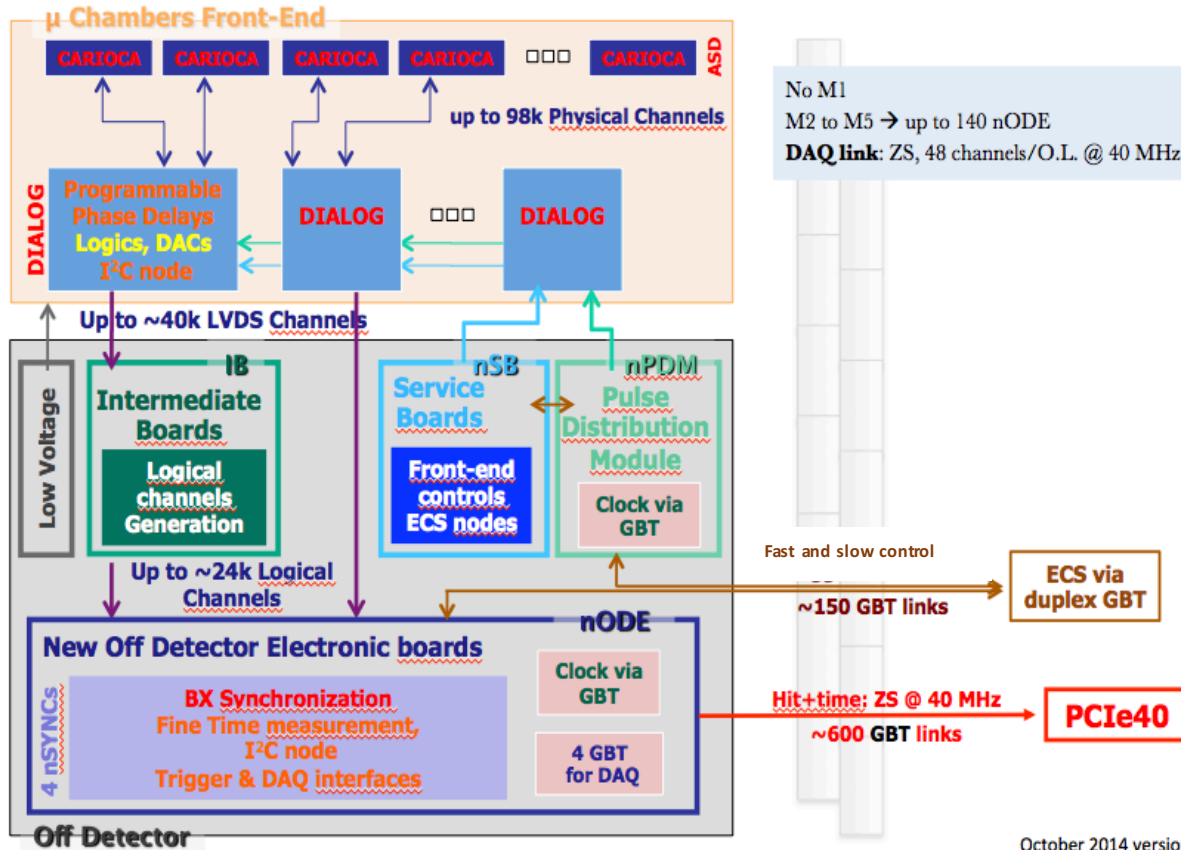 μ Chambers Front-End
CARIOCA
CARIOCA
CARIOCA
CARIOCA
CARIOCA
ASD
up to 98k Physical Channels
No M1
M2 to M5 → up to 140 nODE
DAQ link: ZS, 48 channels/O.L. @ 40 MHz
DIALOG
Programmable
Phase Delays
Logics, DACs
I²C node
DIALOG
DIALOG
Up to ~40k LVDS Channels
Low Voltage
IB
Intermediate
Boards
Logical
channels
Generation
nSB
Service
Boards
Front-end
controls
ECS nodes
nPDM
Pulse
Distribution
Module
Clock via
GBT
Up to ~24k Logical
Channels
Fast and slow control
~150 GBT links
ECS via
duplex GBT
nODE
New Off Detector Electronic boards
4 nSYNCs
BX Synchronization
Fine Time measurement,
I²C node
Trigger & DAQ interfaces
Clock via
GBT
4 GBT
for DAQ
Hit+time: ZS @ 40 MHz
~600 GBT links
PCIe40
Off Detector
October 2014 versio